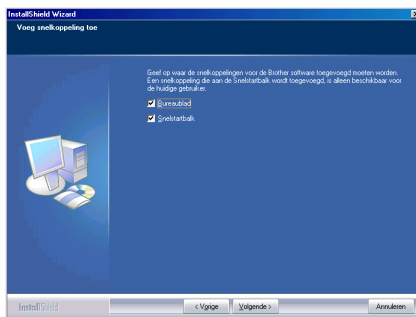 InstallShield Wizard
Voeg snelkoppeling toe
Geef op waar de snelkoppelingen voor de Brother software toegevoegd moeten worden.
Een snelkoppeling die aan de Snelstartbalk wordt toegevoegd, is alleen beschikbaar voor
de huidige gebruiker.
Bureaublad
Snelstartbalk
InstallShield
< Vorige
Volgende >
Annuleren